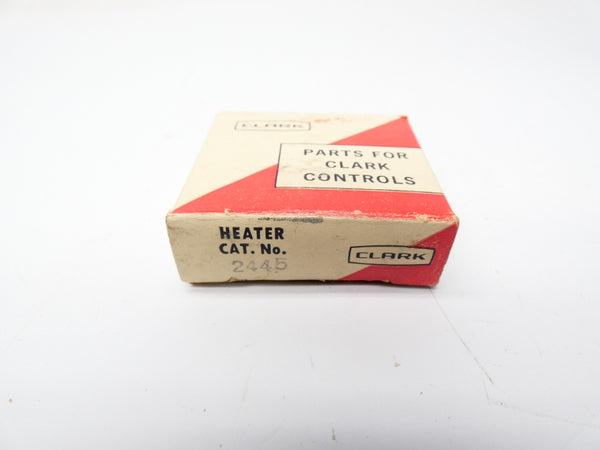 CLARK
PARTS FOR
CLARK
CONTROLS
HEATER
CAT. No.
2445
CLARK